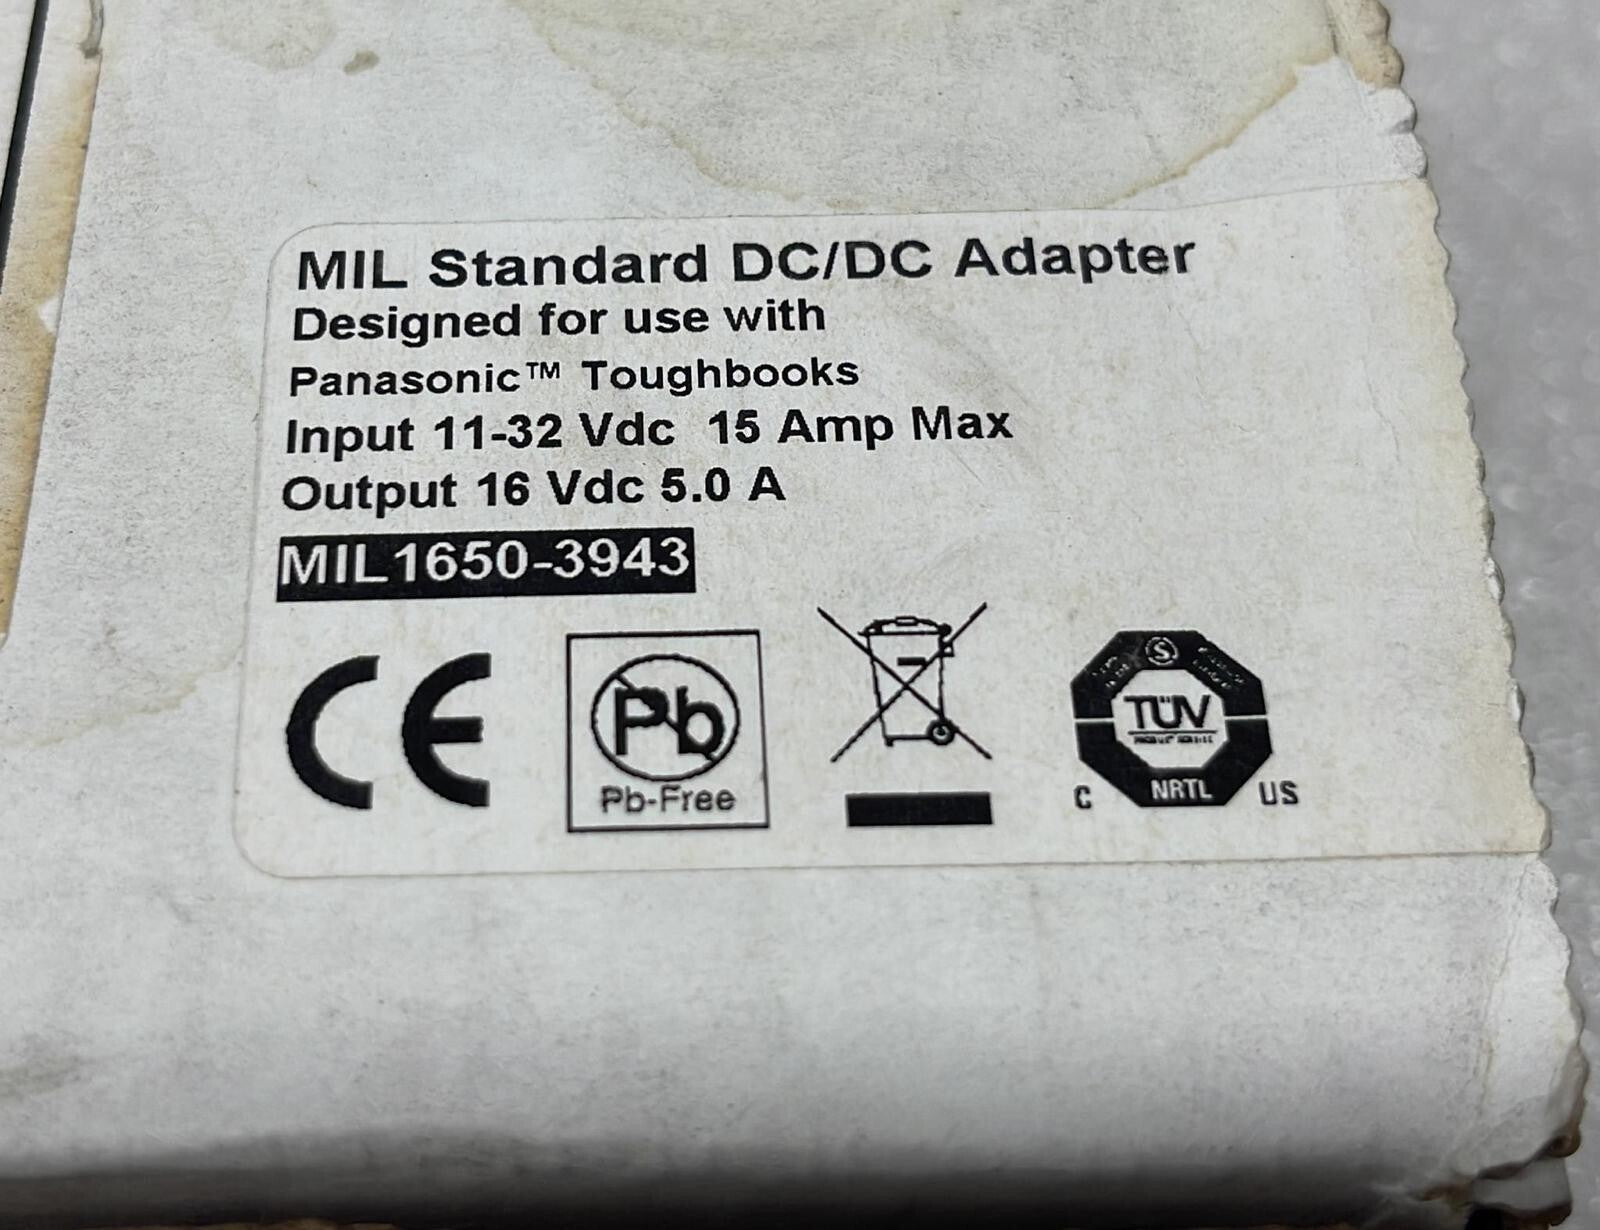 MIL Standard DC/DC Adapter
Designed for use with
Panasonic™ Toughbooks
Input 11-32 Vdc 15 Amp Max
Output 16 Vdc 5.0 A
MIL1650-3943
CE
Pb
Pb-Free
S
TÜV
C NRTL US